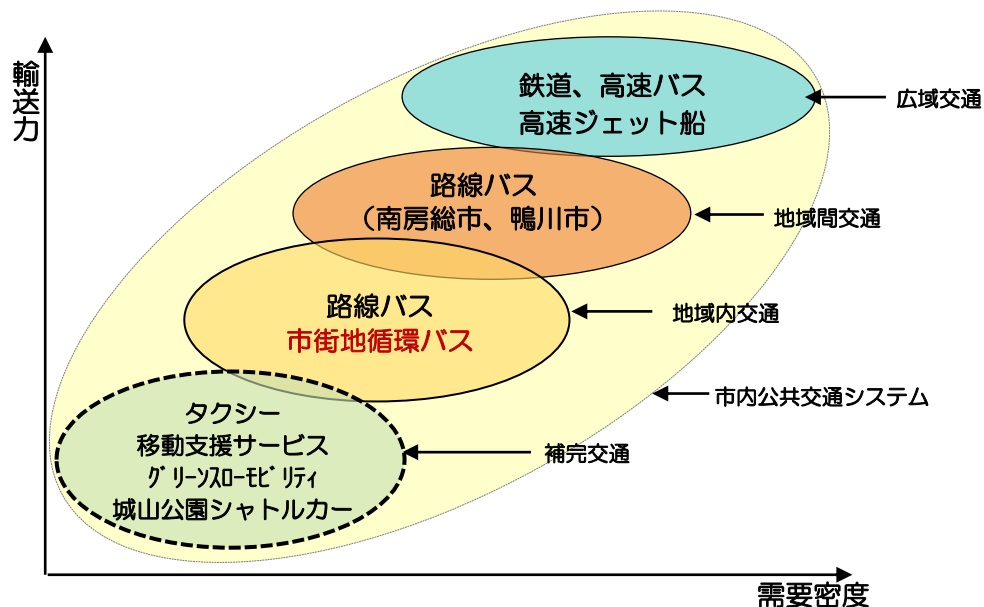 輸送力
鉄道、高速バス
高速ジェット船
広域交通
路線バス
（南房総市、鴨川市）
地域間交通
路線バス
市街地循環バス
地域内交通
市内公共交通システム
タクシー
移動支援サービス
ｸﾞﾘｰﾝｽﾛｰﾓﾋﾞﾘﾃｨ
城山公園シャトルカー
補完交通
需要密度